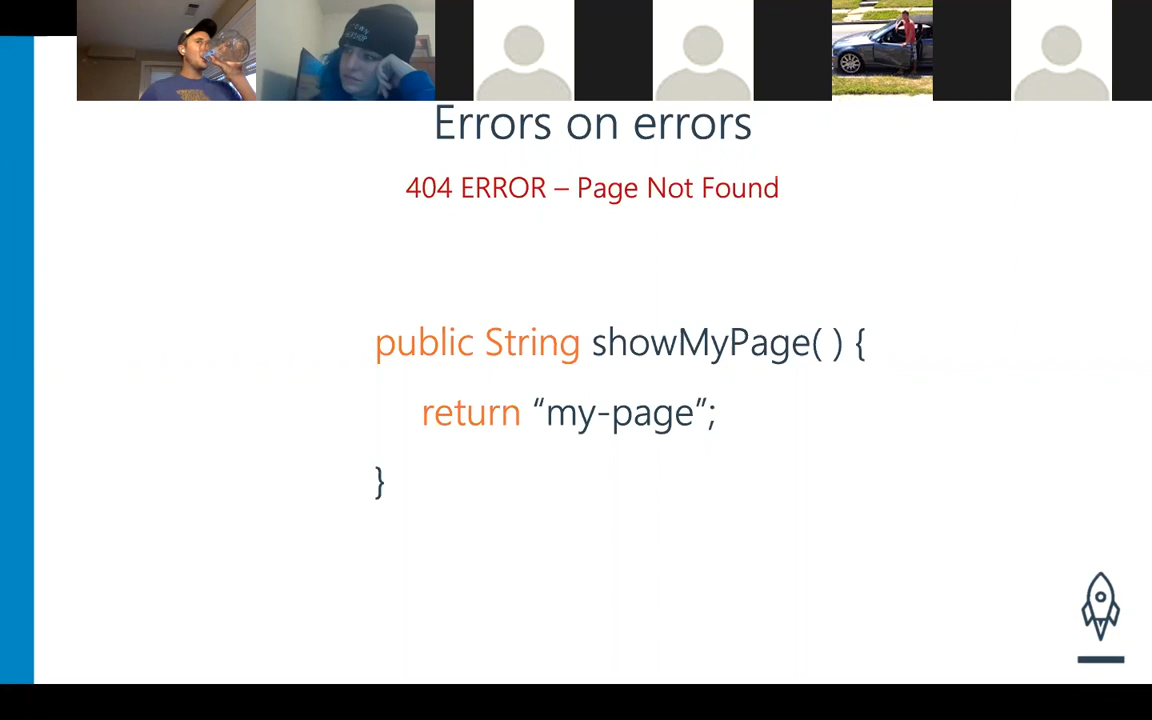 Errors on errors
404 ERROR – Page Not Found
public String showMyPage( ) {
return “my-page”;
}